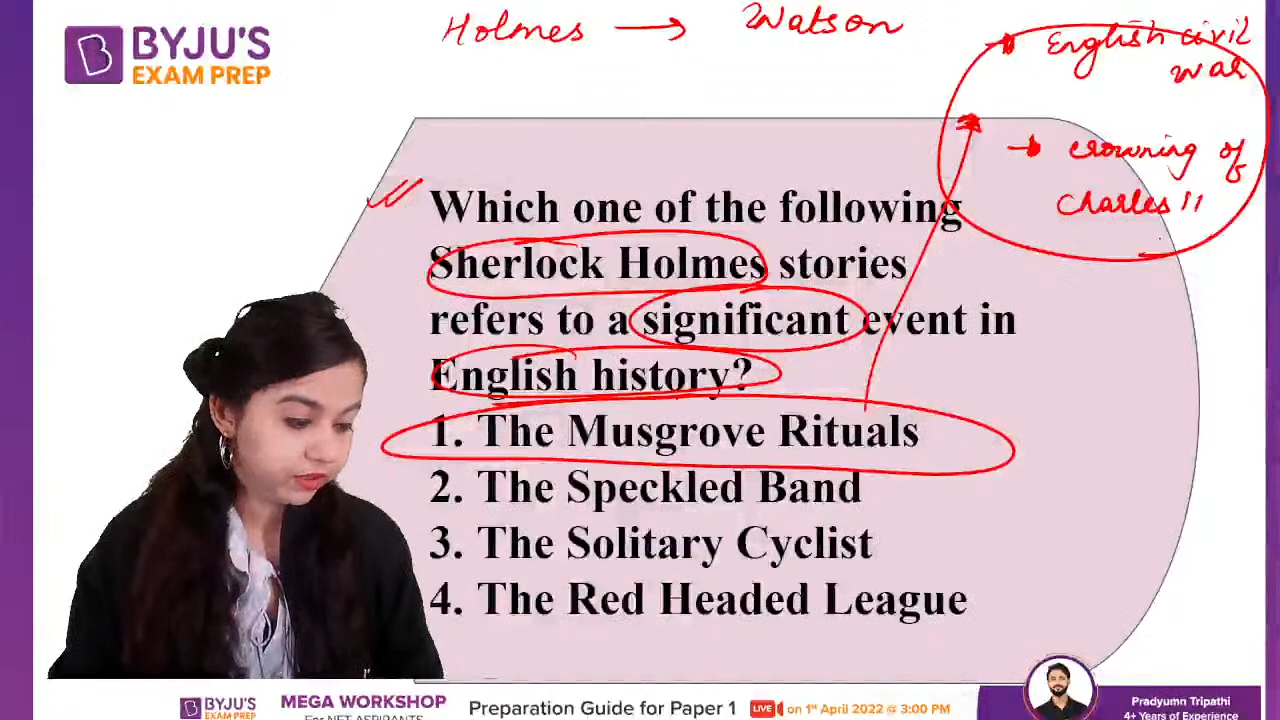 Holmes → Watson
English civil
war
crowning of
Charles II
BYJU'S
EXAM PREP
Which one of the following
Sherlock Holmes stories
refers to a significant event in
English history?
1. The Musgrove Rituals
2. The Speckled Band
3. The Solitary Cyclist
4. The Red Headed League
BYJU'S
EXAM PREP
MEGA WORKSHOP
For NET ASPIRANTS
Preparation Guide for Paper 1
LIVE on 1st April 2022 @ 3:00 PM
Pradyumn Tripathi
4+ Years of Experience